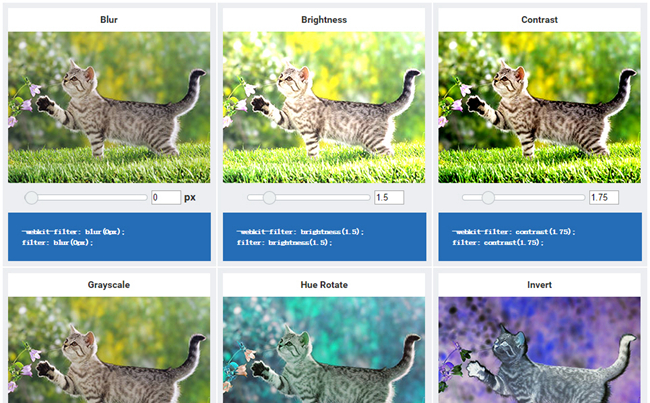 Blur
Brightness
Contrast
0 px
1.5
1.75
-webkit-filter: blur(0px);
filter: blur(0px);
-webkit-filter: brightness(1.5);
filter: brightness(1.5);
-webkit-filter: contrast(1.75);
filter: contrast(1.75);
Grayscale
Hue Rotate
Invert